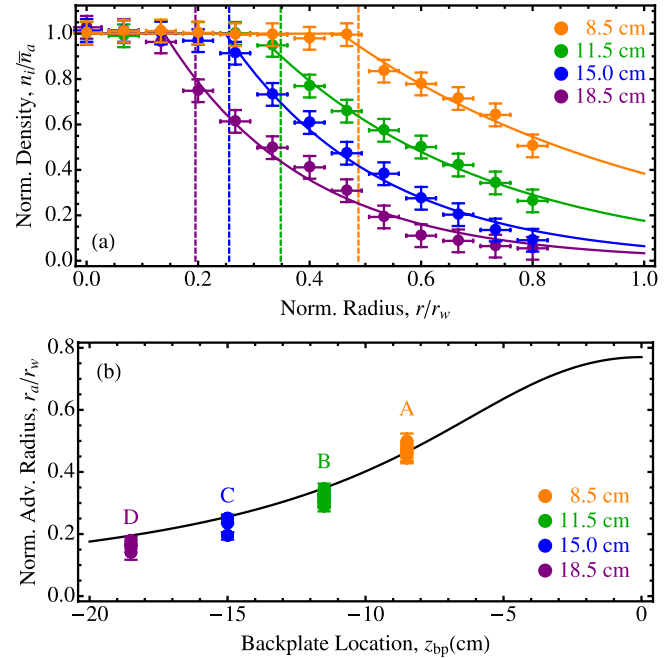 Norm. Density, n_i/n̅_a
1.0
0.8
0.6
0.4
0.2
0.0
8.5 cm
11.5 cm
15.0 cm
18.5 cm
(a)
0.0 0.2 0.4 0.6 0.8 1.0
Norm. Radius, r/r_w
Norm. Adv. Radius, r_a/r_w
0.8
0.6
0.4
0.2
0.0
(b)
A
B
C
D
8.5 cm
11.5 cm
15.0 cm
18.5 cm
−20 −15 −10 −5 0
Backplate Location, z_bp(cm)